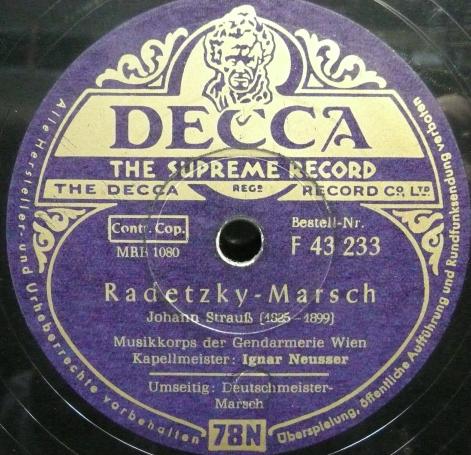 DECCA
THE SUPREME RECORD
THE DECCA REGD RECORD CO. LTD.
Contr. Cop.
MRH 1080
Bestell-Nr.
F 43 233
Radetzky-Marsch
Johann Strauß (1825-1899)
Musikkorps der Gendarmerie Wien
Kapellmeister: Ignar Neusser
Umseitig: Deutschmeister-
Marsch
78N
Alle Hersteller- und Urheberrechte vorbehalten
Überspielung, öffentliche Aufführung und Rundfunksendung verboten